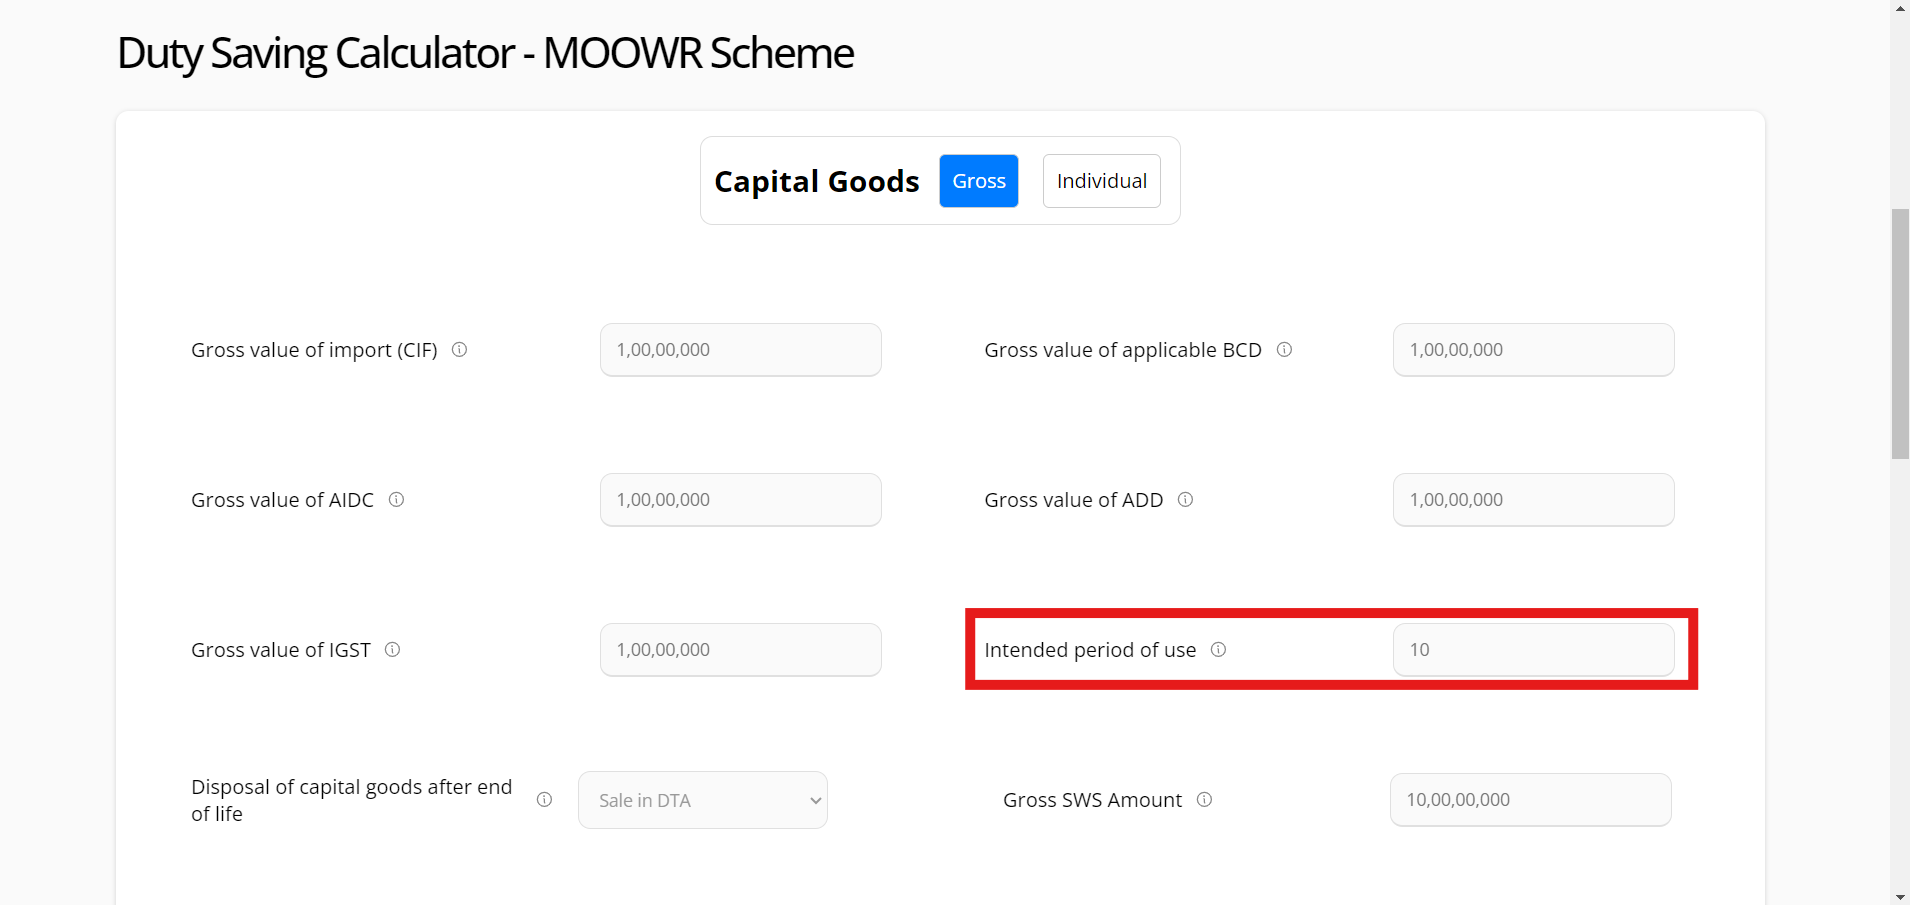 Duty Saving Calculator - MOOWR Scheme
Capital Goods Gross Individual
Gross value of import (CIF) 1,00,00,000 Gross value of applicable BCD 1,00,00,000
Gross value of AIDC 1,00,00,000 Gross value of ADD 1,00,00,000
Gross value of IGST 1,00,00,000 Intended period of use 10
Disposal of capital goods after end
of life
Sale in DTA Gross SWS Amount 10,00,00,000